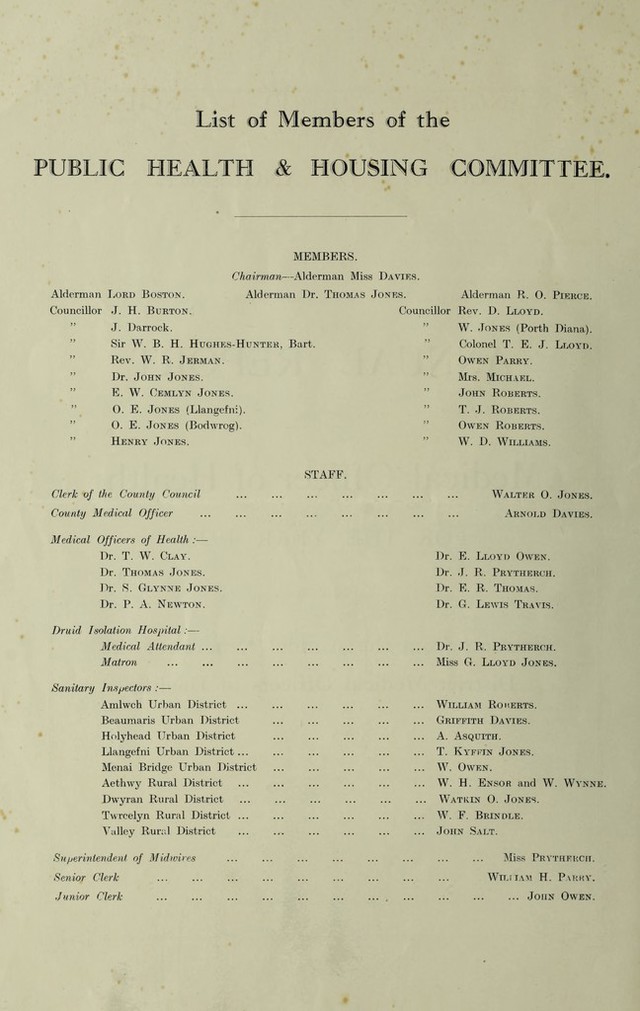 List of Members of the
PUBLIC HEALTH & HOUSING COMMITTEE.
MEMBERS.
Chairman—Alderman Miss DAVIES.
Alderman LORD BOSTON. Alderman Dr. THOMAS JONES. Alderman R. O. PIERCE.
Councillor J. H. BURTON. Councillor Rev. D. LLOYD.
” J. Darrock. ” W. JONES (Porth Diana).
” Sir W. B. H. HUGHES-HUNTER, Bart. ” Colonel T. E. J. LLOYD.
” Rev. W. R. JERMAN. ” OWEN PARRY.
” Dr. JOHN JONES. ” Mrs. MICHAEL.
” E. W. CEMLYN JONES. ” JOHN ROBERTS.
” O. E. JONES (Llangefni). ” T. J. ROBERTS.
” O. E. JONES (Bodwrog). ” OWEN ROBERTS.
” HENRY JONES. ” W. D. WILLIAMS.
STAFF.
Clerk of the County Council ... ... ... ... ... ... ... WALTER O. JONES.
County Medical Officer ... ... ... ... ... ... ... ... ARNOLD DAVIES.
Medical Officers of Health :—
Dr. T. W. CLAY. Dr. E. LLOYD OWEN.
Dr. THOMAS JONES. Dr. J. R. PRYTHERCH.
Dr. S. GLYNNE JONES. Dr. E. R. THOMAS.
Dr. P. A. NEWTON. Dr. G. LEWIS TRAVIS.
Druid Isolation Hospital :—
Medical Attendant ... ... ... ... ... ... ... Dr. J. R. PRYTHERCH.
Matron ... ... ... ... ... ... ... ... Miss G. LLOYD JONES.
Sanitary Inspectors :—
Amlwch Urban District ... ... ... ... ... ... WILLIAM ROBERTS.
Beaumaris Urban District ... ... ... ... ... GRIFFITH DAVIES.
Holyhead Urban District ... ... ... ... ... A. ASQUITH.
Llangefni Urban District ... ... ... ... ... ... T. KYFFIN JONES.
Menai Bridge Urban District ... ... ... ... ... W. OWEN.
Aethwy Rural District ... ... ... ... ... ... W. H. ENSOR and W. WYNNE.
Dwyran Rural District ... ... ... ... ... ... WATKIN O. JONES.
Twrcelyn Rural District ... ... ... ... ... ... W. F. BRINDLE.
Valley Rural District ... ... ... ... ... ... JOHN SALT.
Superintendent of Midwives ... ... ... ... ... ... ... ... Miss PRYTHERCH.
Senior Clerk ... ... ... ... ... ... ... ... ... WILLIAM H. PARRY.
Junior Clerk ... ... ... ... ... ... ... ... ... ... ... JOHN OWEN.